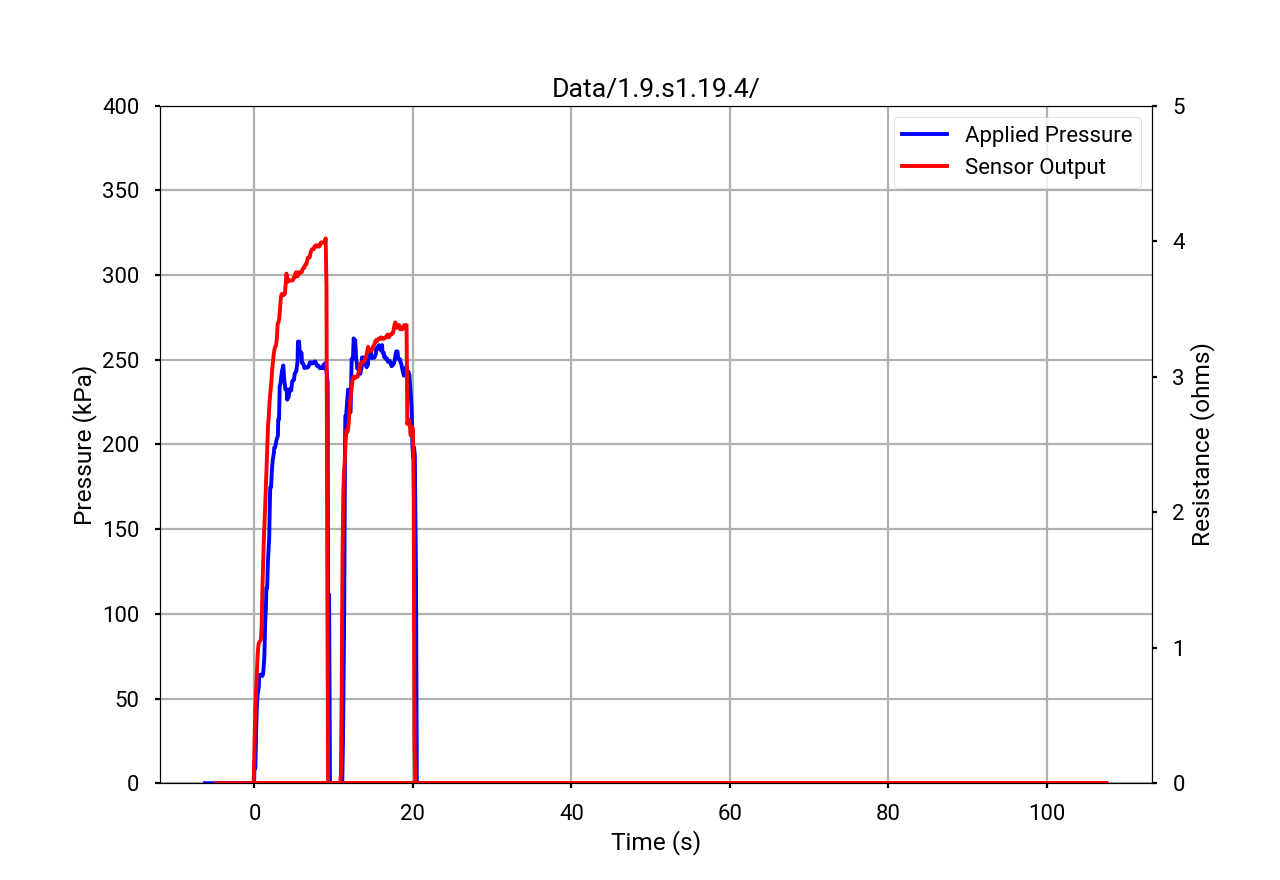 Data/1.9.s1.19.4/
400
350
300
250
200
150
100
50
0
Pressure (kPa)
5
4
3
2
1
0
Resistance (ohms)
Applied Pressure
Sensor Output
0 20 40 60 80 100
Time (s)